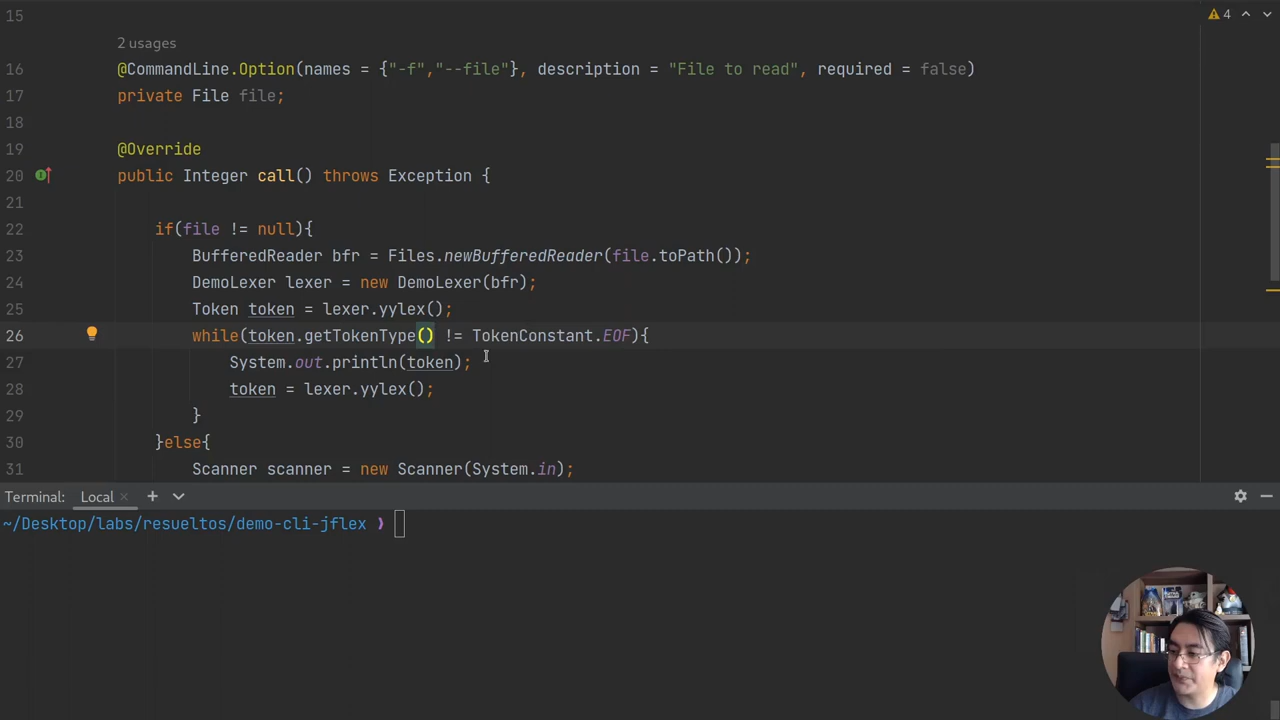 15
4
2 usages
16 @CommandLine.Option(names = {"-f","--file"}, description = "File to read", required = false)
17 private File file;
18
19 @Override
20 public Integer call() throws Exception {
21
22 if(file != null){
23 BufferedReader bfr = Files.newBufferedReader(file.toPath());
24 DemoLexer lexer = new DemoLexer(bfr);
25 Token token = lexer.yylex();
26 while(token.getTokenType() != TokenConstant.EOF){
27 System.out.println(token);
28 token = lexer.yylex();
29 }
30 }else{
31 Scanner scanner = new Scanner(System.in);
Terminal: Local × +
~/Desktop/labs/resueltos/demo-cli-jflex ❯